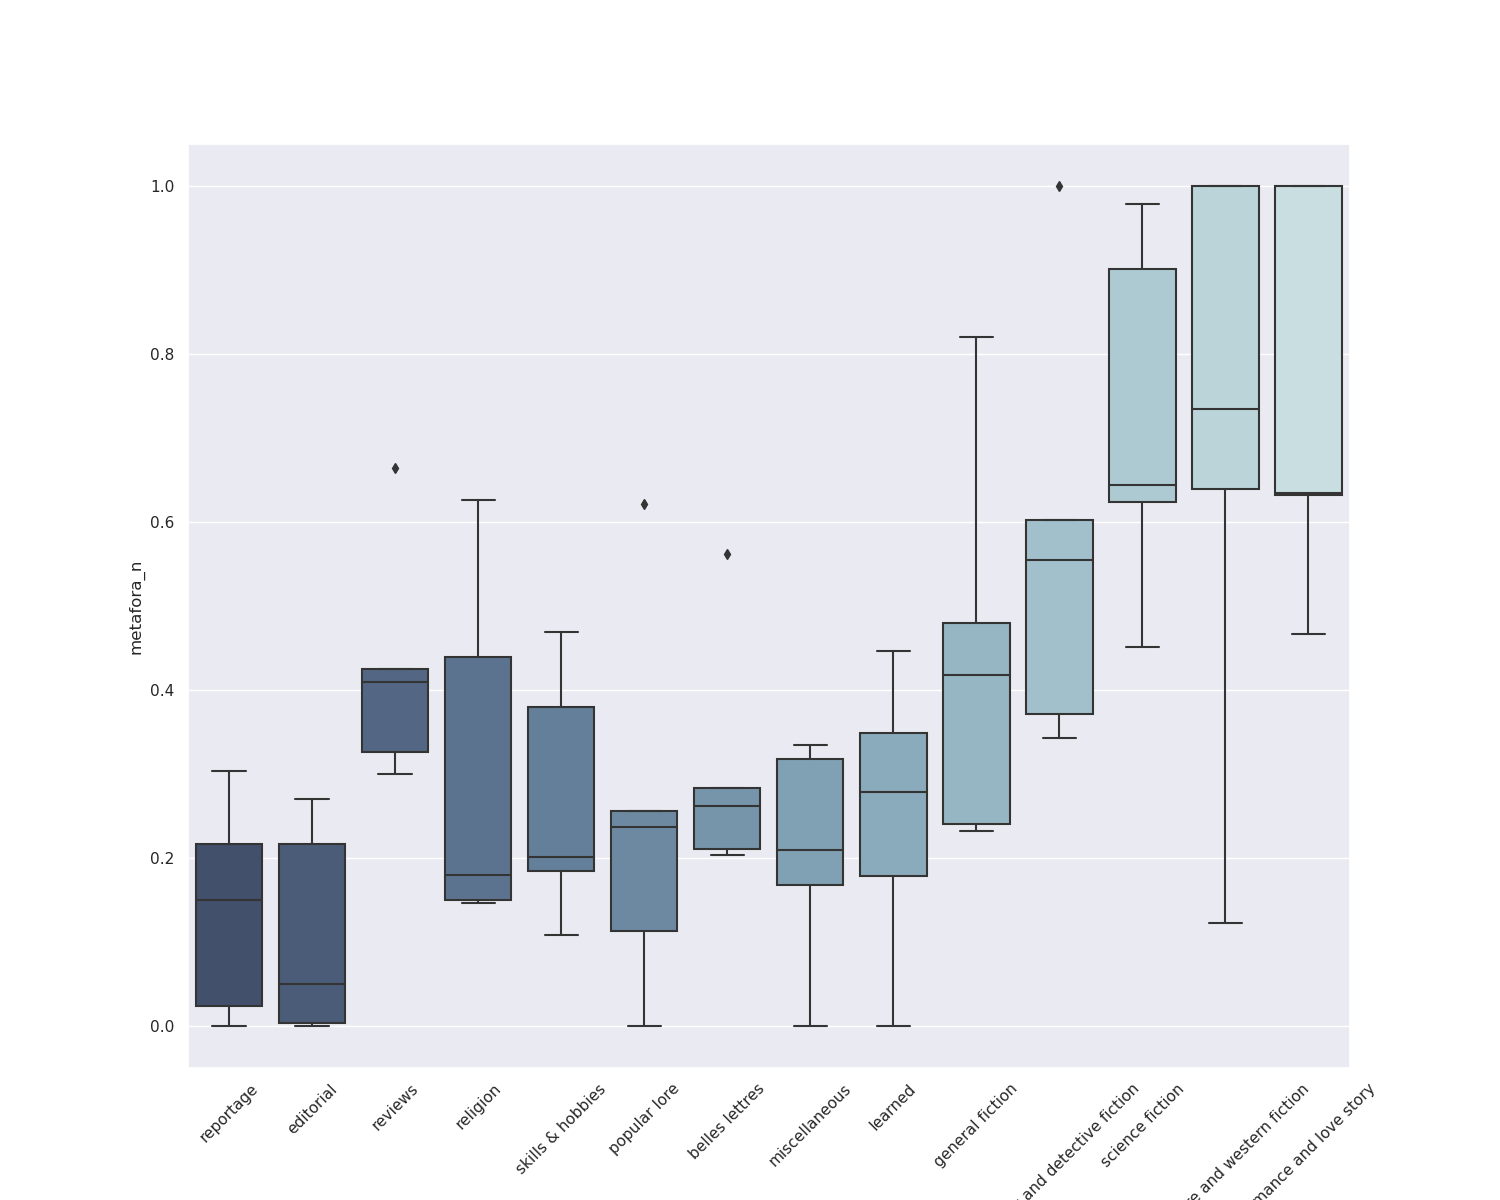 1.0
0.8
0.6
0.4
0.2
0.0
metafora_n
reportage
editorial
reviews
religion
skills & hobbies
popular lore
belles lettres
miscellaneous
learned
general fiction
and detective fiction
science fiction
and western fiction
and love story